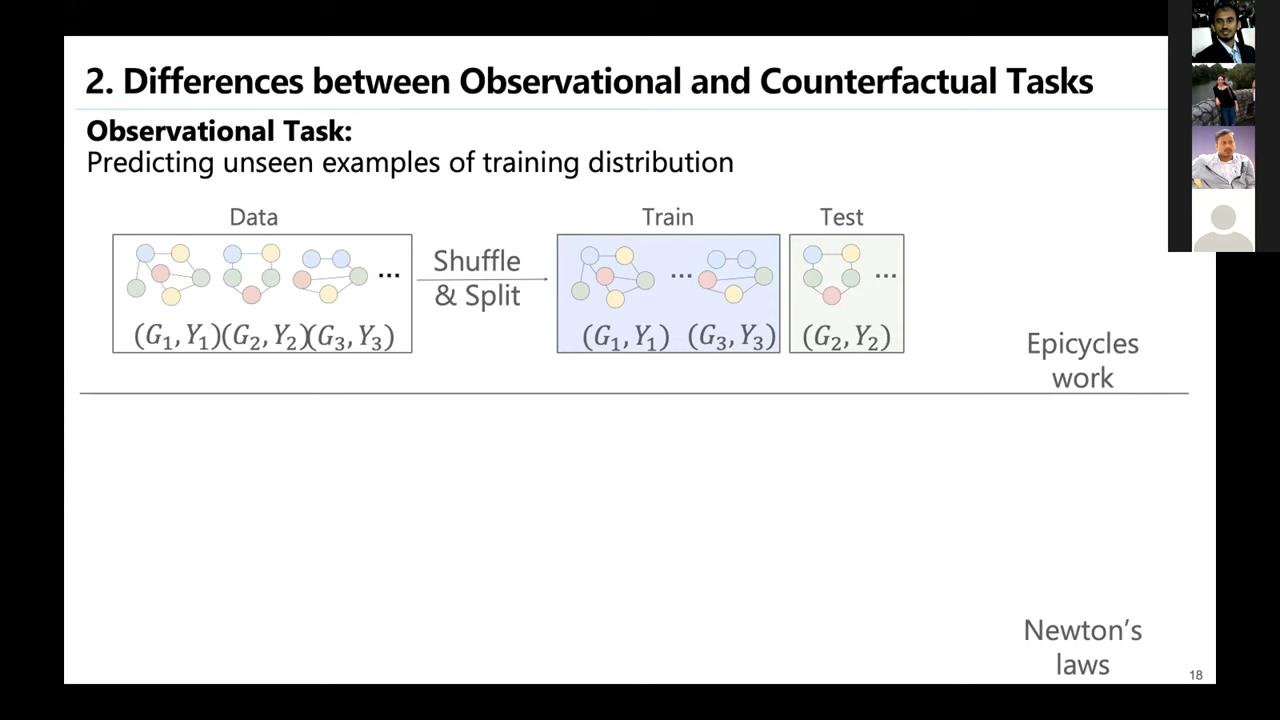 2. Differences between Observational and Counterfactual Tasks
Observational Task:
Predicting unseen examples of training distribution
Data
Shuffle
& Split
Train
Test
...
...
...
(G₁, Y₁)(G₂, Y₂)(G₃, Y₃)
(G₁, Y₁) (G₃, Y₃)
(G₂, Y₂)
Epicycles
work
Newton’s
laws
18